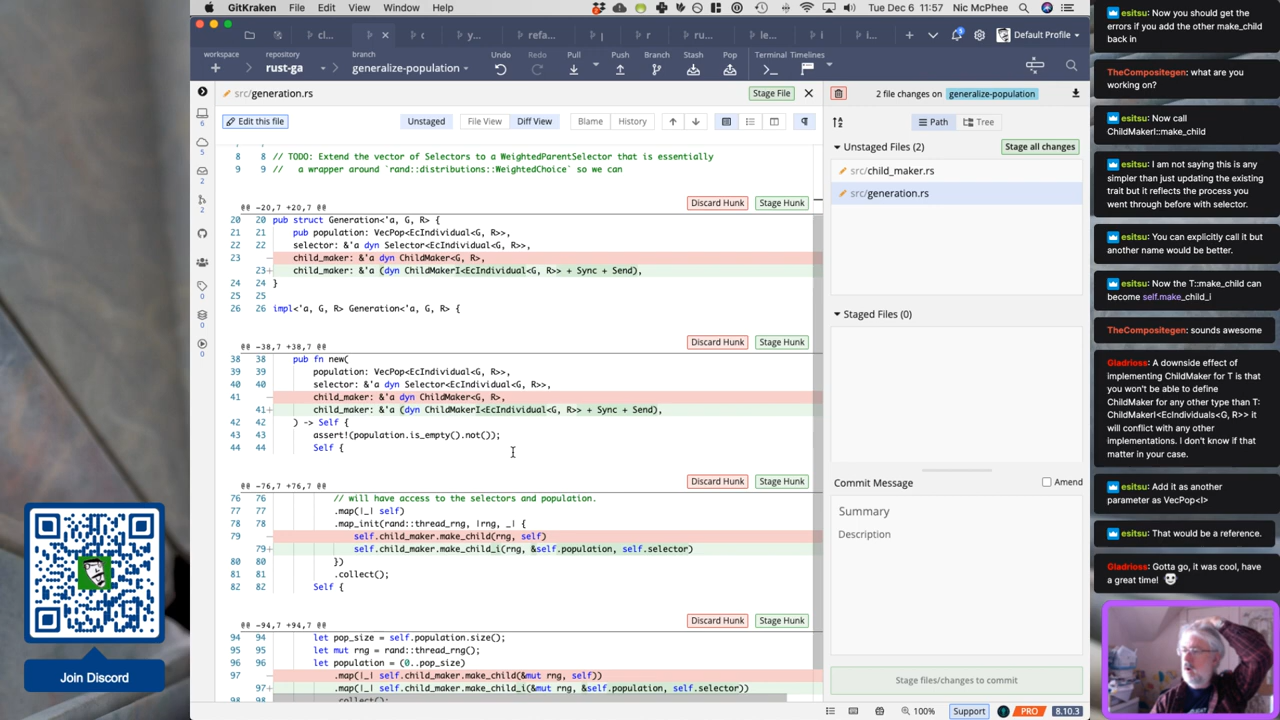 GitKraken File Edit View Window Help
Tue Dec 6 11:57 Nic McPhee
refa...
Default Profile
workspace
repository
rust-ga
branch
generalize-population
Undo Redo Pull Push Branch Stash Pop Terminal Timelines
src/generation.rs
Stage File
Edit this file
Unstaged File View Diff View Blame History
8 8 // TODO: Extend the vector of Selectors to a WeightedParentSelector that is essentially
9 9 // a wrapper around `rand::distributions::WeightedChoice` so we can
@@ -20,7 +20,7 @@
Discard Hunk Stage Hunk
20 20 pub struct Generation<'a, G, R> {
21 21 pub population: VecPop<EcIndividual<G, R>>,
22 22 selector: &'a dyn Selector<EcIndividual<G, R>>,
23 - child_maker: &'a dyn ChildMaker<G, R>,
23+ child_maker: &'a (dyn ChildMakerI<EcIndividual<G, R>> + Sync + Send),
24 24 }
25 25
26 26 impl<'a, G, R> Generation<'a, G, R> {
@@ -38,7 +38,7 @@
Discard Hunk Stage Hunk
38 38 pub fn new(
39 39 population: VecPop<EcIndividual<G, R>>,
40 40 selector: &'a dyn Selector<EcIndividual<G, R>>,
41 - child_maker: &'a dyn ChildMaker<G, R>,
41+ child_maker: &'a (dyn ChildMakerI<EcIndividual<G, R>> + Sync + Send),
42 42 ) -> Self {
43 43 assert!(population.is_empty().not());
44 44 Self {
@@ -76,7 +76,7 @@
Discard Hunk Stage Hunk
76 76 // will have access to the selectors and population.
77 77 .map(|_| self)
78 78 .map_init(rand::thread_rng, |rng, _| {
79 - self.child_maker.make_child(rng, self)
79+ self.child_maker.make_child_i(rng, &self.population, self.selector)
80 80 })
81 81 .collect();
82 82 Self {
@@ -94,7 +94,7 @@
Discard Hunk Stage Hunk
94 94 let pop_size = self.population.size();
95 95 let mut rng = rand::thread_rng();
96 96 let population = (0..pop_size)
97 - .map(|_| self.child_maker.make_child(&mut rng, self))
97+ .map(|_| self.child_maker.make_child_i(&mut rng, &self.population, self.selector))
98 98 .collect();
2 file changes on generalize-population
Path Tree
Unstaged Files (2)
Stage all changes
src/child_maker.rs
src/generation.rs
Staged Files (0)
Commit Message
Amend
Summary
Description
Stage files/changes to commit
100% Support PRO 8.10.3
Join Discord
esitsu: Now you should get the
errors if you add the other make_child
back in
TheCompositegen: what are you
working on?
esitsu: Now call
ChildMakerI::make_child
esitsu: I am not saying this is any
simpler than just updating the existing
trait but it reflects the process you
went through before with selector.
esitsu: You can explicitly call it but
another name would be better.
esitsu: Now the T::make_child can
become self.make_child_i
TheCompositegen: sounds awesome
Gladrioss: A downside effect of
implementing ChildMaker for T is that
you won't be able to define
ChildMaker for any other type than T:
ChildMakerI<EcIndividuals<G, R>> it
will conflict with any other
implementations. I don't know if that
matter in your case.
esitsu: Add it as another
parameter as VecPop<I>
esitsu: That would be a reference.
Gladrioss: Gotta go, it was cool, have
a great time!